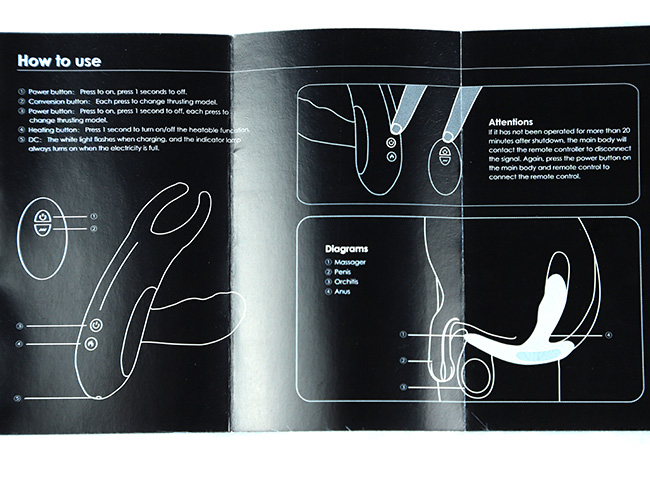 How to use
① Power button: Press to on, press 1 seconds to off.
② Conversion button: Each press to change thrusting model.
③ Power button: Press to on, press 1 second to off, each press to
change thrusting model.
④ Heating button: Press 1 second to turn on/off the heatable function
⑤ DC: The white light flashes when charging, and the indicator lamp
always turns on when the electricity is full.
①
②
③
④
⑤
Attentions
If it has not been operated for more than 20
minutes after shutdown, the main body will
contact the remote controller to disconnect
the signal. Again, press the power button on
the main body and remote control to
connect the remote control.
Diagrams
① Massager
② Penis
③ Orchitis
④ Anus
①
②
③
④